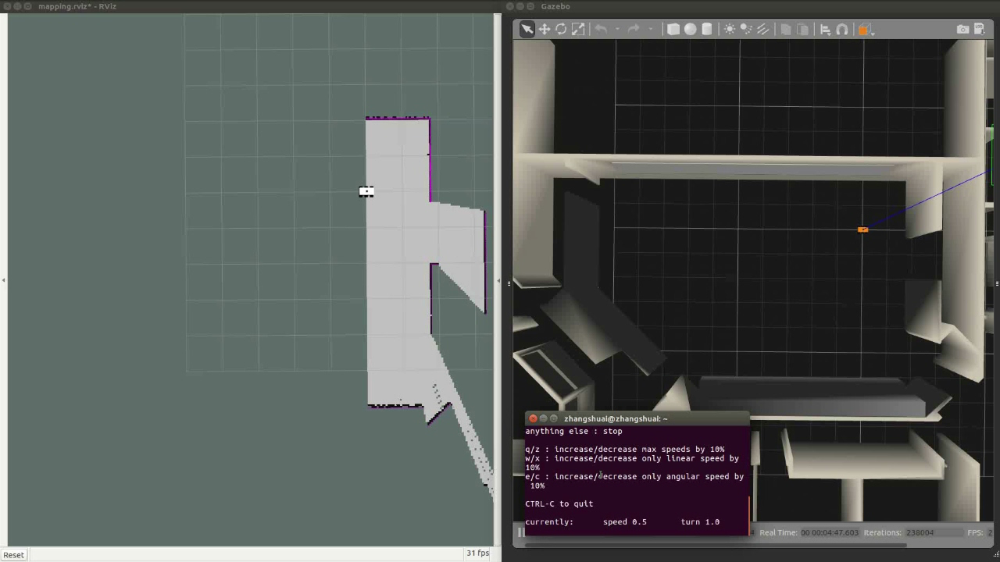 mapping.rviz* - RViz
Gazebo
Reset
31 fps
zhangshuai@zhangshuai: ~
anything else : stop
q/z : increase/decrease max speeds by 10%
w/x : increase/decrease only linear speed by
10%
e/c : increase/decrease only angular speed by
10%
CTRL-C to quit
currently: speed 0.5 turn 1.0
Real Time: 00 00:04:47.603 Iterations: 238004 FPS: